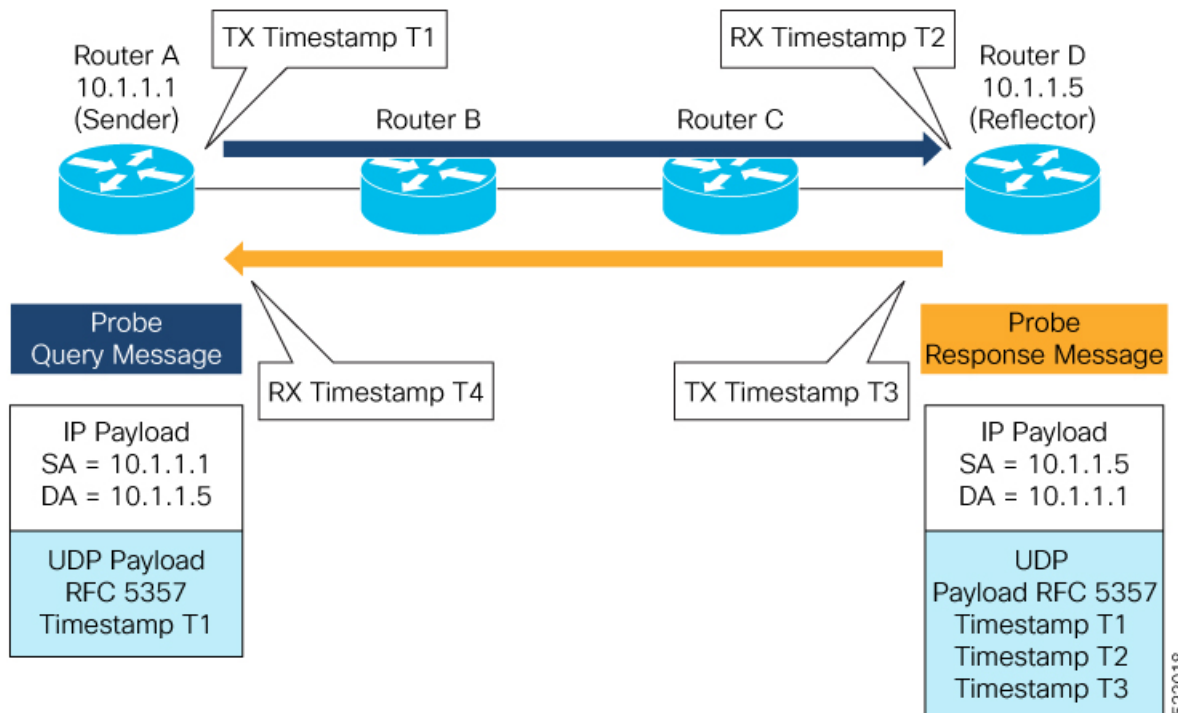 TX Timestamp T1
RX Timestamp T2
Router A
10.1.1.1
(Sender)
Router B
Router C
Router D
10.1.1.5
(Reflector)
Probe
Query Message
RX Timestamp T4
TX Timestamp T3
Probe
Response Message
IP Payload
SA = 10.1.1.1
DA = 10.1.1.5
UDP Payload
RFC 5357
Timestamp T1
IP Payload
SA = 10.1.1.5
DA = 10.1.1.1
UDP
Payload RFC 5357
Timestamp T1
Timestamp T2
Timestamp T3